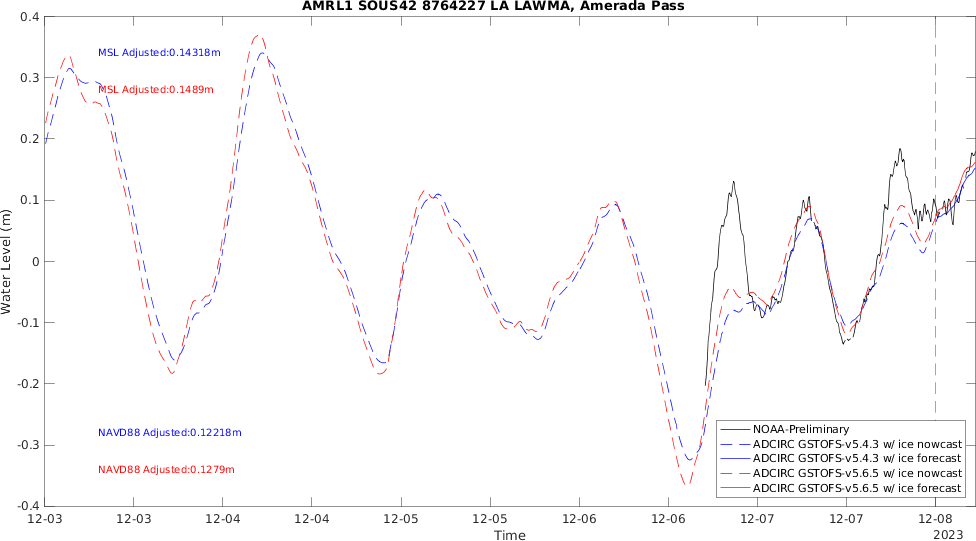 AMRL1 SOUS42 8764227 LA LAWMA, Amerada Pass
0.4
0.3
0.2
0.1
0
-0.1
-0.2
-0.3
-0.4
Water Level (m)
MSL Adjusted:0.14318m
MSL Adjusted:0.1489m
NAVD88 Adjusted:0.12218m
NAVD88 Adjusted:0.1279m
NOAA-Preliminary
ADCIRC GSTOFS-v5.4.3 w/ ice nowcast
ADCIRC GSTOFS-v5.4.3 w/ ice forecast
ADCIRC GSTOFS-v5.6.5 w/ ice nowcast
ADCIRC GSTOFS-v5.6.5 w/ ice forecast
12-03 12-03 12-04 12-04 12-05 12-05 12-06 12-06 12-07 12-07 12-08
2023
Time